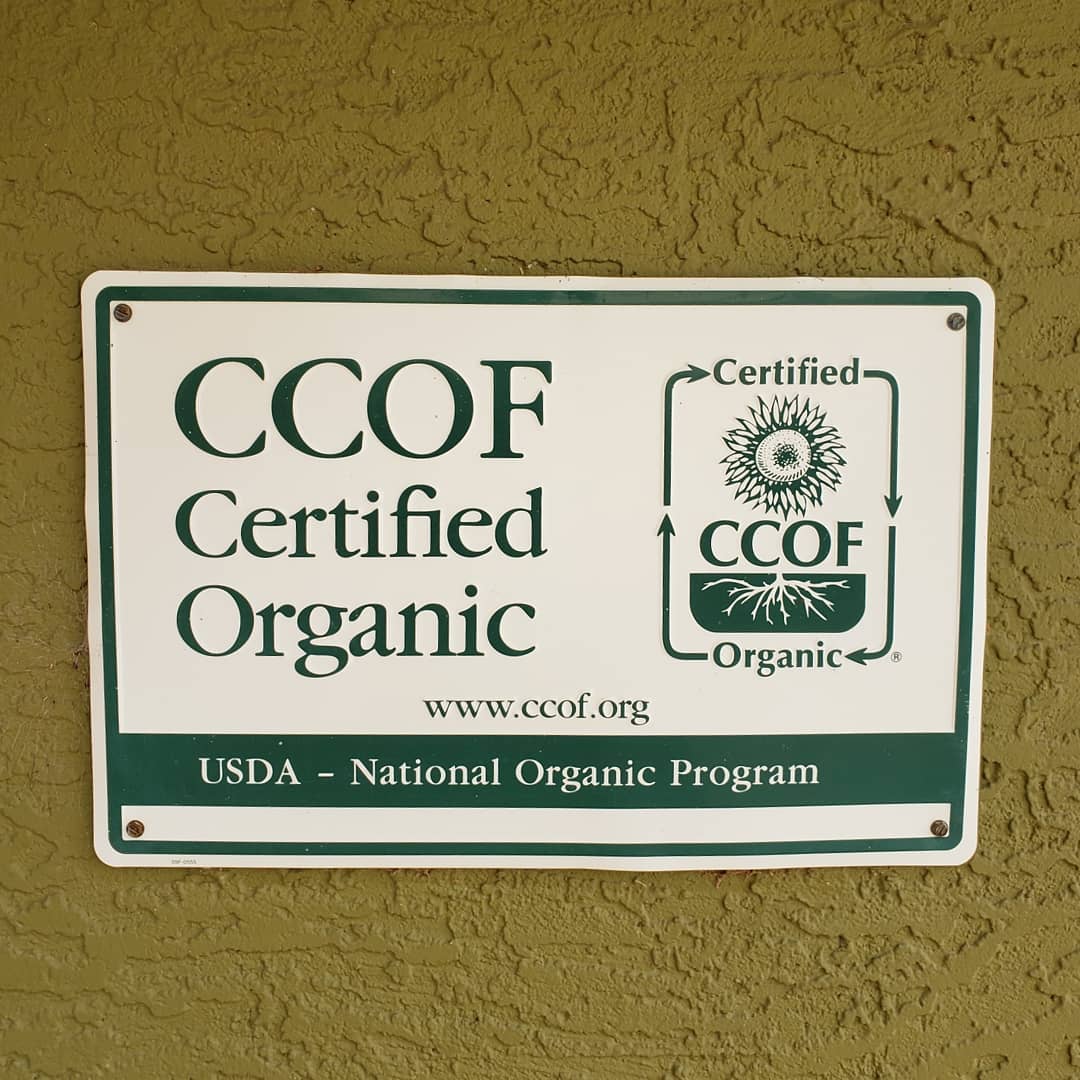 CCOF
Certified
Organic
Certified
CCOF
Organic ®
www.ccof.org
USDA – National Organic Program